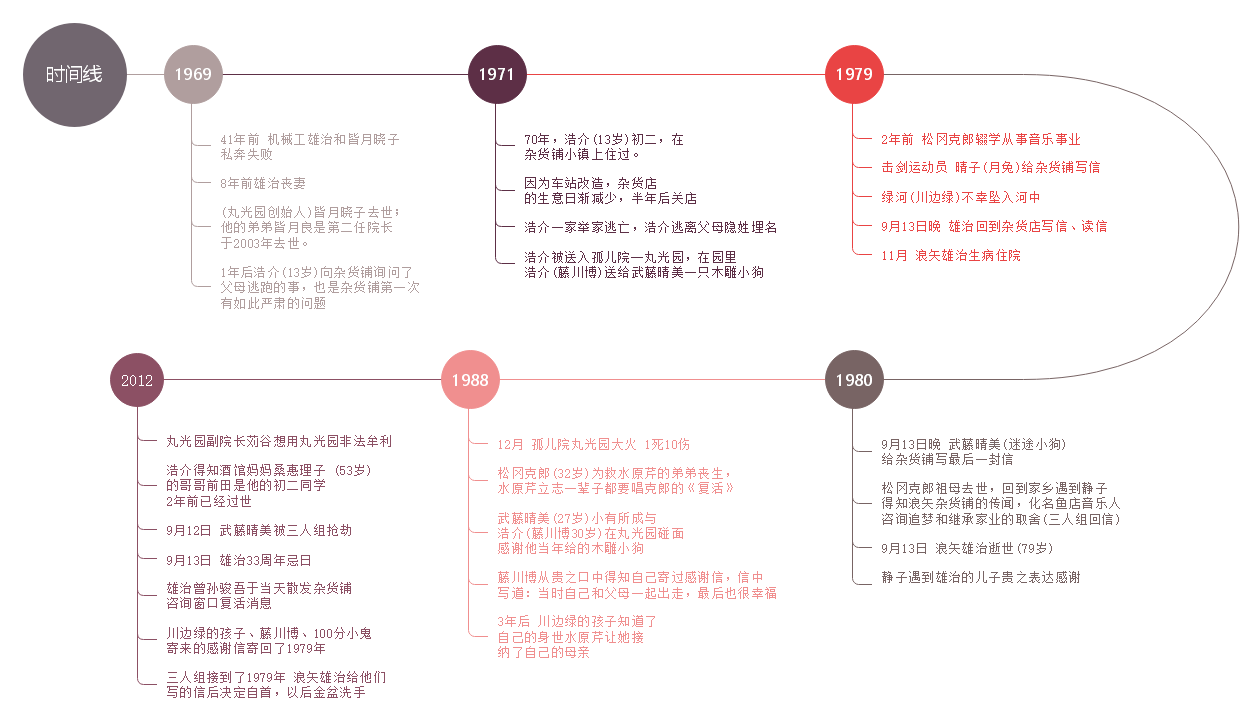 时间线
1969
41年前 机械工雄治和皆月晓子
私奔失败
8年前雄治丧妻
(丸光园创始人)皆月晓子去世；
他的弟弟皆月良是第二任院长
于2003年去世。
1年后浩介(13岁)向杂货铺询问了
父母逃跑的事，也是杂货铺第一次
有如此严肃的问题
1971
70年，浩介(13岁)初二，在
杂货铺小镇上住过。
因为车站改造，杂货店
的生意日渐减少，半年后关店
浩介一家举家逃亡，浩介逃离父母隐姓埋名
浩介被送入孤儿院一丸光园，在园里
浩介(藤川博)送给武藤晴美一只木雕小狗
1979
2年前 松冈克郎辍学从事音乐事业
击剑运动员 晴子(月兔)给杂货铺写信
绿河(川边绿)不幸坠入河中
9月13日晚 雄治回到杂货店写信、读信
11月 浪矢雄治生病住院
1980
9月13日晚 武藤晴美(迷途小狗)
给杂货铺写最后一封信
松冈克郎祖母去世，回到家乡遇到静子
得知浪矢杂货铺的传闻，化名鱼店音乐人
咨询追梦和继承家业的取舍(三人组回信)
9月13日 浪矢雄治逝世(79岁)
静子遇到雄治的儿子贵之表达感谢
1988
12月 孤儿院丸光园大火 1死10伤
松冈克郎(32岁)为救水原芹的弟弟丧生，
水原芹立志一辈子都要唱克郎的《复活》
武藤晴美(27岁)小有所成与
浩介(藤川博30岁)在丸光园碰面
感谢他当年给的木雕小狗
藤川博从贵之口中得知自己寄过感谢信，信中
写道：当时自己和父母一起出走，最后也很幸福
3年后 川边绿的孩子知道了
自己的身世水原芹让她接
纳了自己的母亲
2012
丸光园副院长苅谷想用丸光园非法牟利
浩介得知酒馆妈妈桑惠理子 (53岁)
的哥哥前田是他的初二同学
2年前已经过世
9月12日 武藤晴美被三人组抢劫
9月13日 雄治33周年忌日
雄治曾孙骏吾于当天散发杂货铺
咨询窗口复活消息
川边绿的孩子、藤川博、100分小鬼
寄来的感谢信寄回了1979年
三人组接到了1979年 浪矢雄治给他们
写的信后决定自首，以后金盆洗手